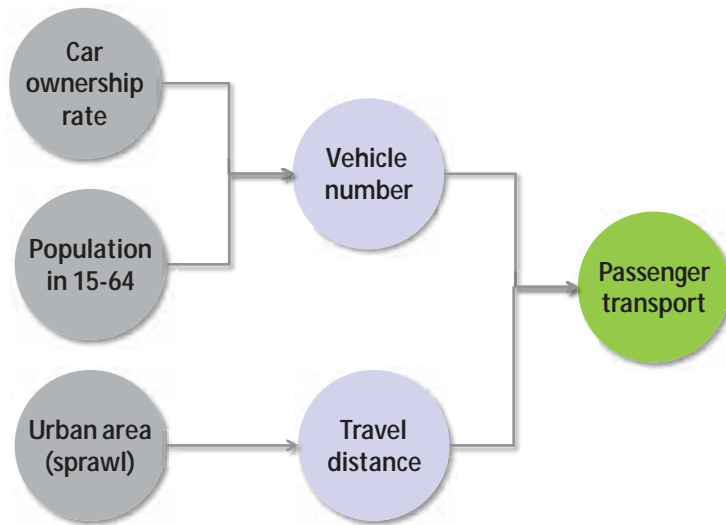 Car
ownership
rate
Vehicle
number
Population
in 15-64
Passenger
transport
Urban area
(sprawl)
Travel
distance